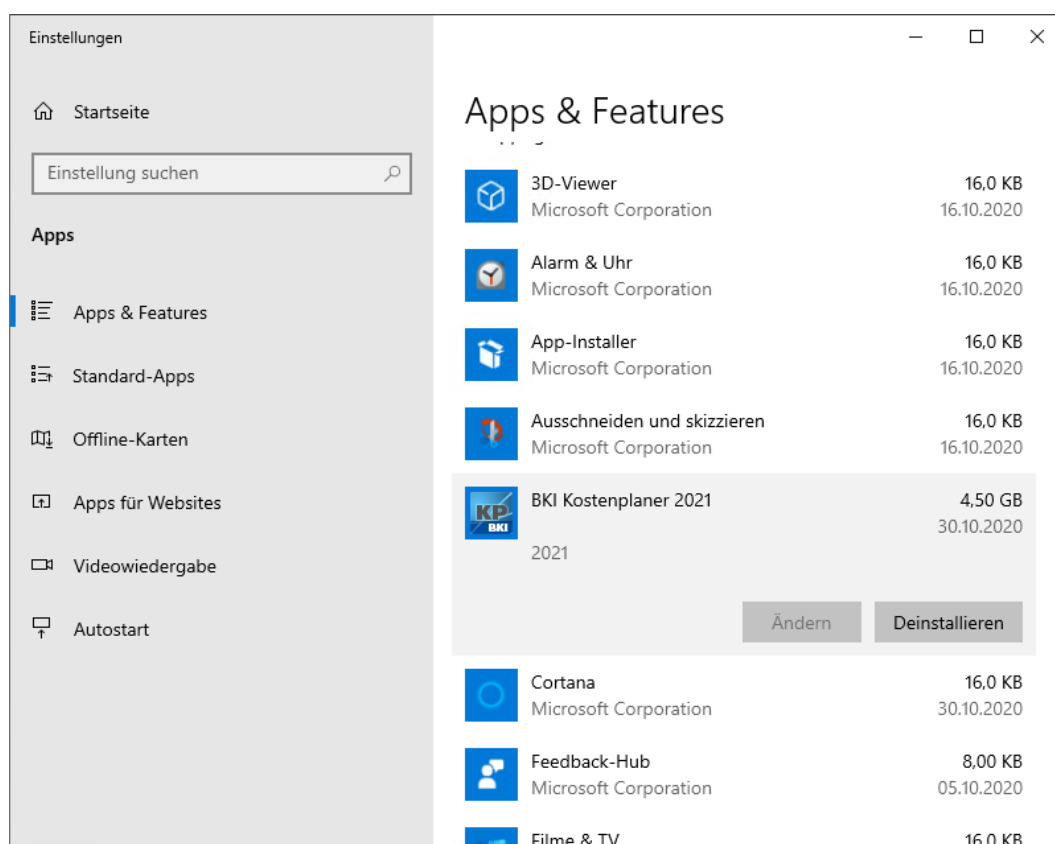 Einstellungen
Startseite
Einstellung suchen
Apps
Apps & Features
Standard-Apps
Offline-Karten
Apps für Websites
Videowiedergabe
Autostart
Apps & Features
3D-Viewer 16,0 KB
Microsoft Corporation 16.10.2020
Alarm & Uhr 16,0 KB
Microsoft Corporation 16.10.2020
App-Installer 16,0 KB
Microsoft Corporation 16.10.2020
Ausschneiden und skizzieren 16,0 KB
Microsoft Corporation 16.10.2020
KP
BKI
BKI Kostenplaner 2021 4,50 GB
30.10.2020
2021
Ändern Deinstallieren
Cortana 16,0 KB
Microsoft Corporation 30.10.2020
Feedback-Hub 8,00 KB
Microsoft Corporation 05.10.2020
Filme & TV 16,0 KB